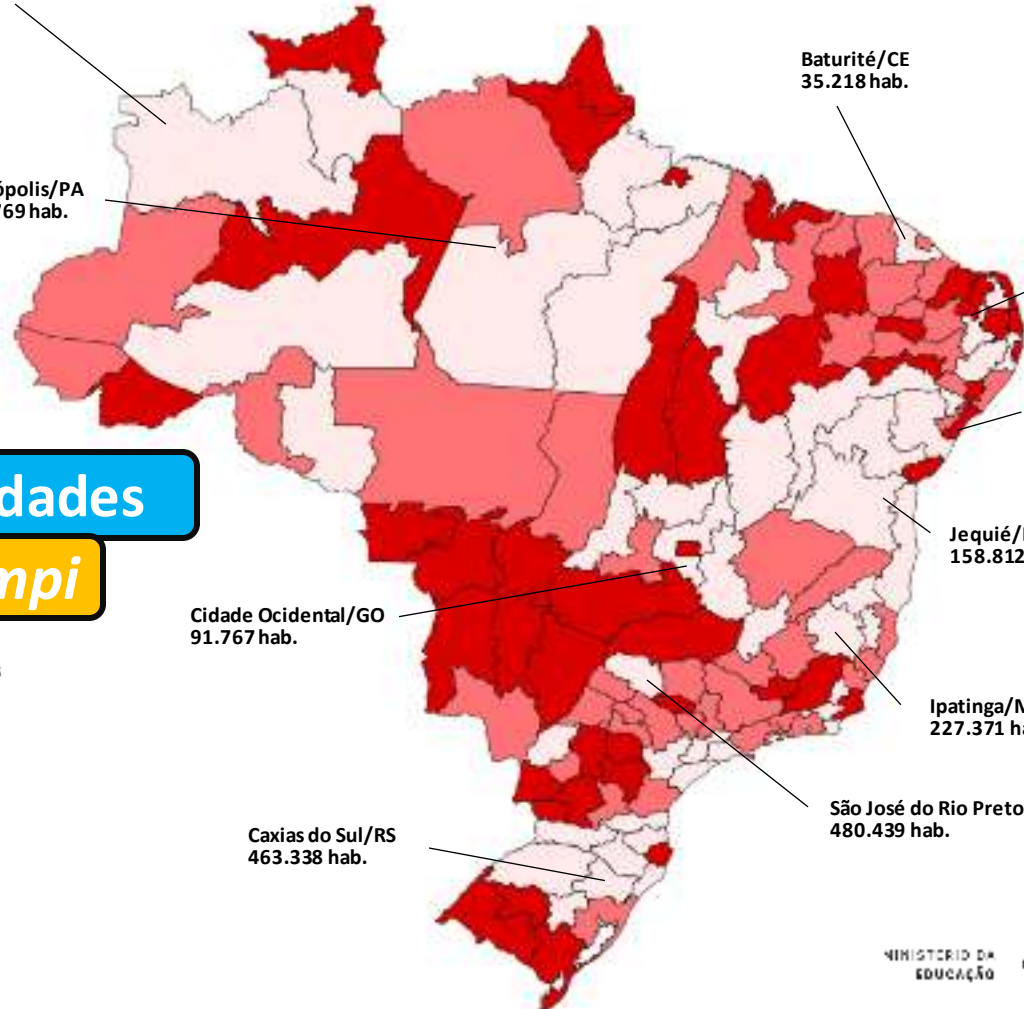 Baturité/CE
35.218 hab.
ópolis/PA
769 hab.
dades
mpi
Cidade Ocidental/GO
91.767 hab.
Jequié/
158.812
Ipatinga/M
227.371 ha
São José do Rio Preto
480.439 hab.
Caxias do Sul/RS
463.338 hab.
MINISTÉRIO DA
EDUCAÇÃO